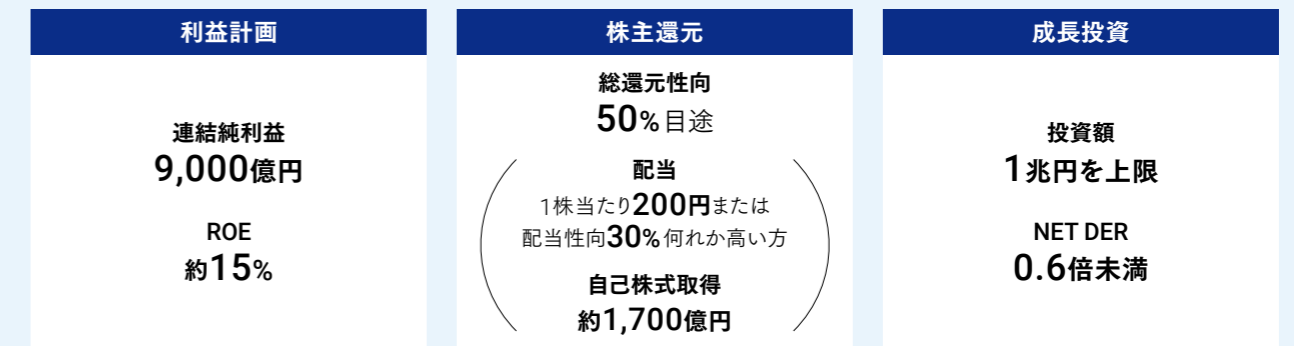 利益計画
連結純利益
9,000億円
ROE
約15%
株主還元
総還元性向
50%目途
配当
1株当たり200円または
配当性向30%何れか高い方
自己株式取得
約1,700億円
成長投資
投資額
1兆円を上限
NET DER
0.6倍未満